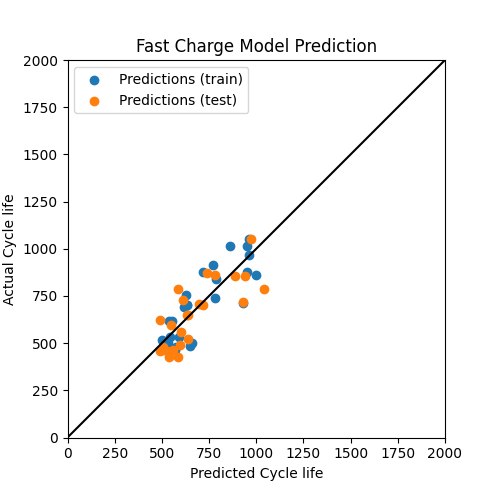 Fast Charge Model Prediction
2000
1750
1500
1250
1000
750
500
250
0
Actual Cycle life
Predictions (train)
Predictions (test)
0 250 500 750 1000 1250 1500 1750 2000
Predicted Cycle life